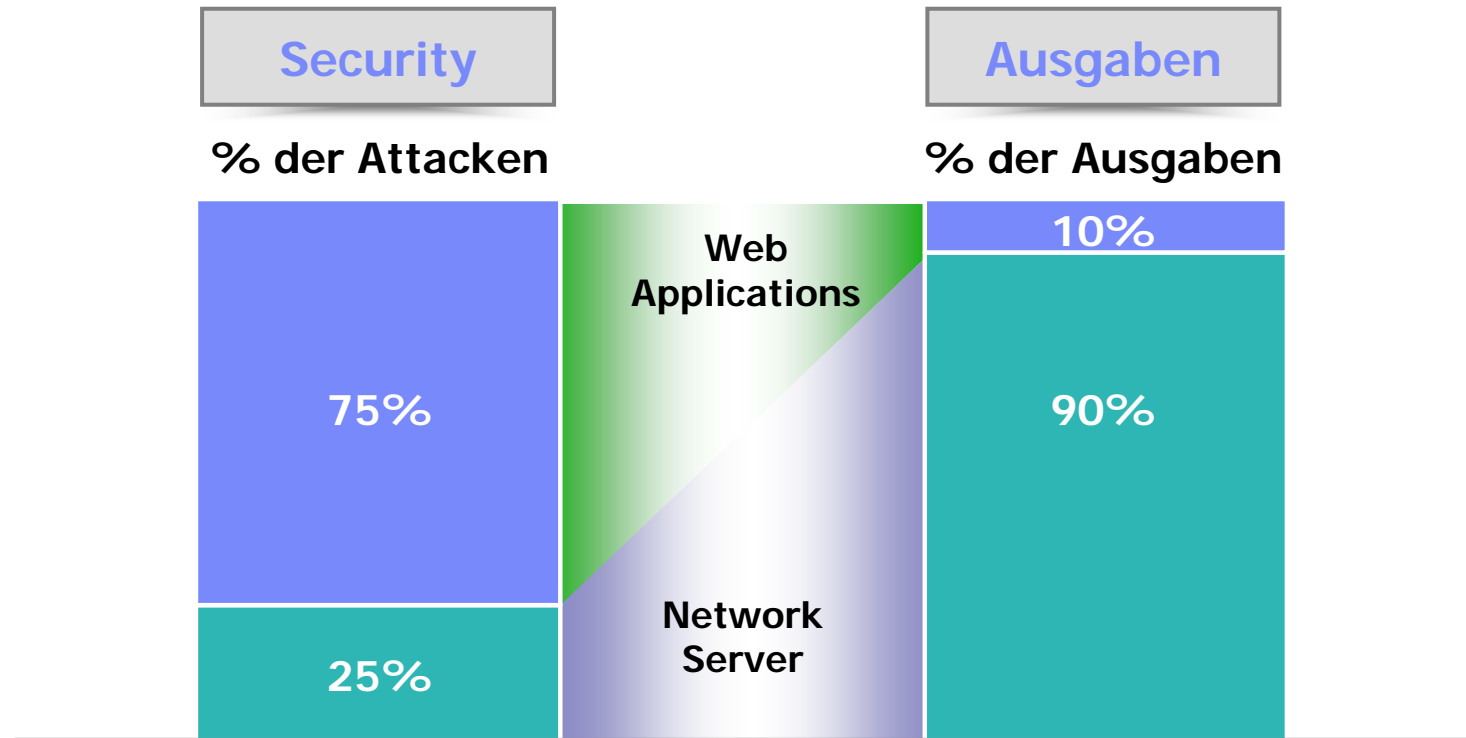 Security
Ausgaben
% der Attacken
% der Ausgaben
10%
Web
Applications
75%
90%
Network
Server
25%